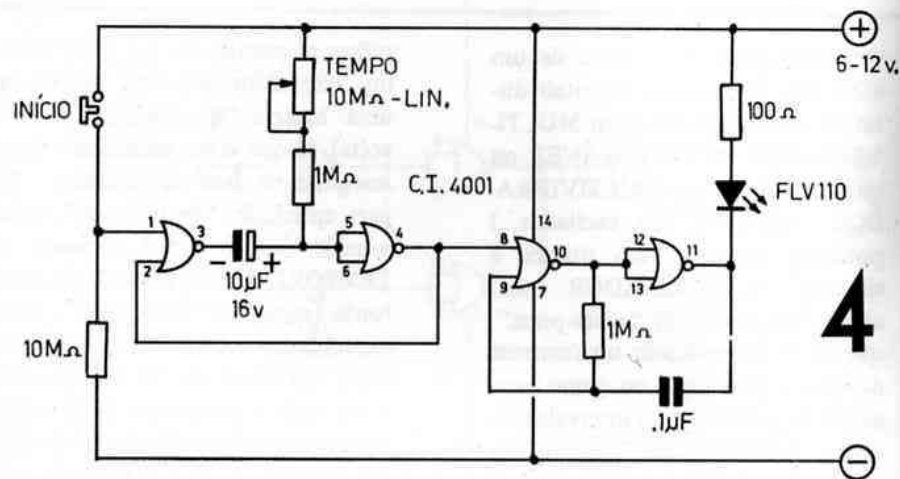 INÍCIO
TEMPO
10MΩ-LIN.
1MΩ
C.I. 4001
100Ω
FLV110
6-12v.
+
1
2
3
-
+
10µF
16v
5
6
4
8
9
14
10
7
12
13
11
10MΩ
1MΩ
.1µF
4
-